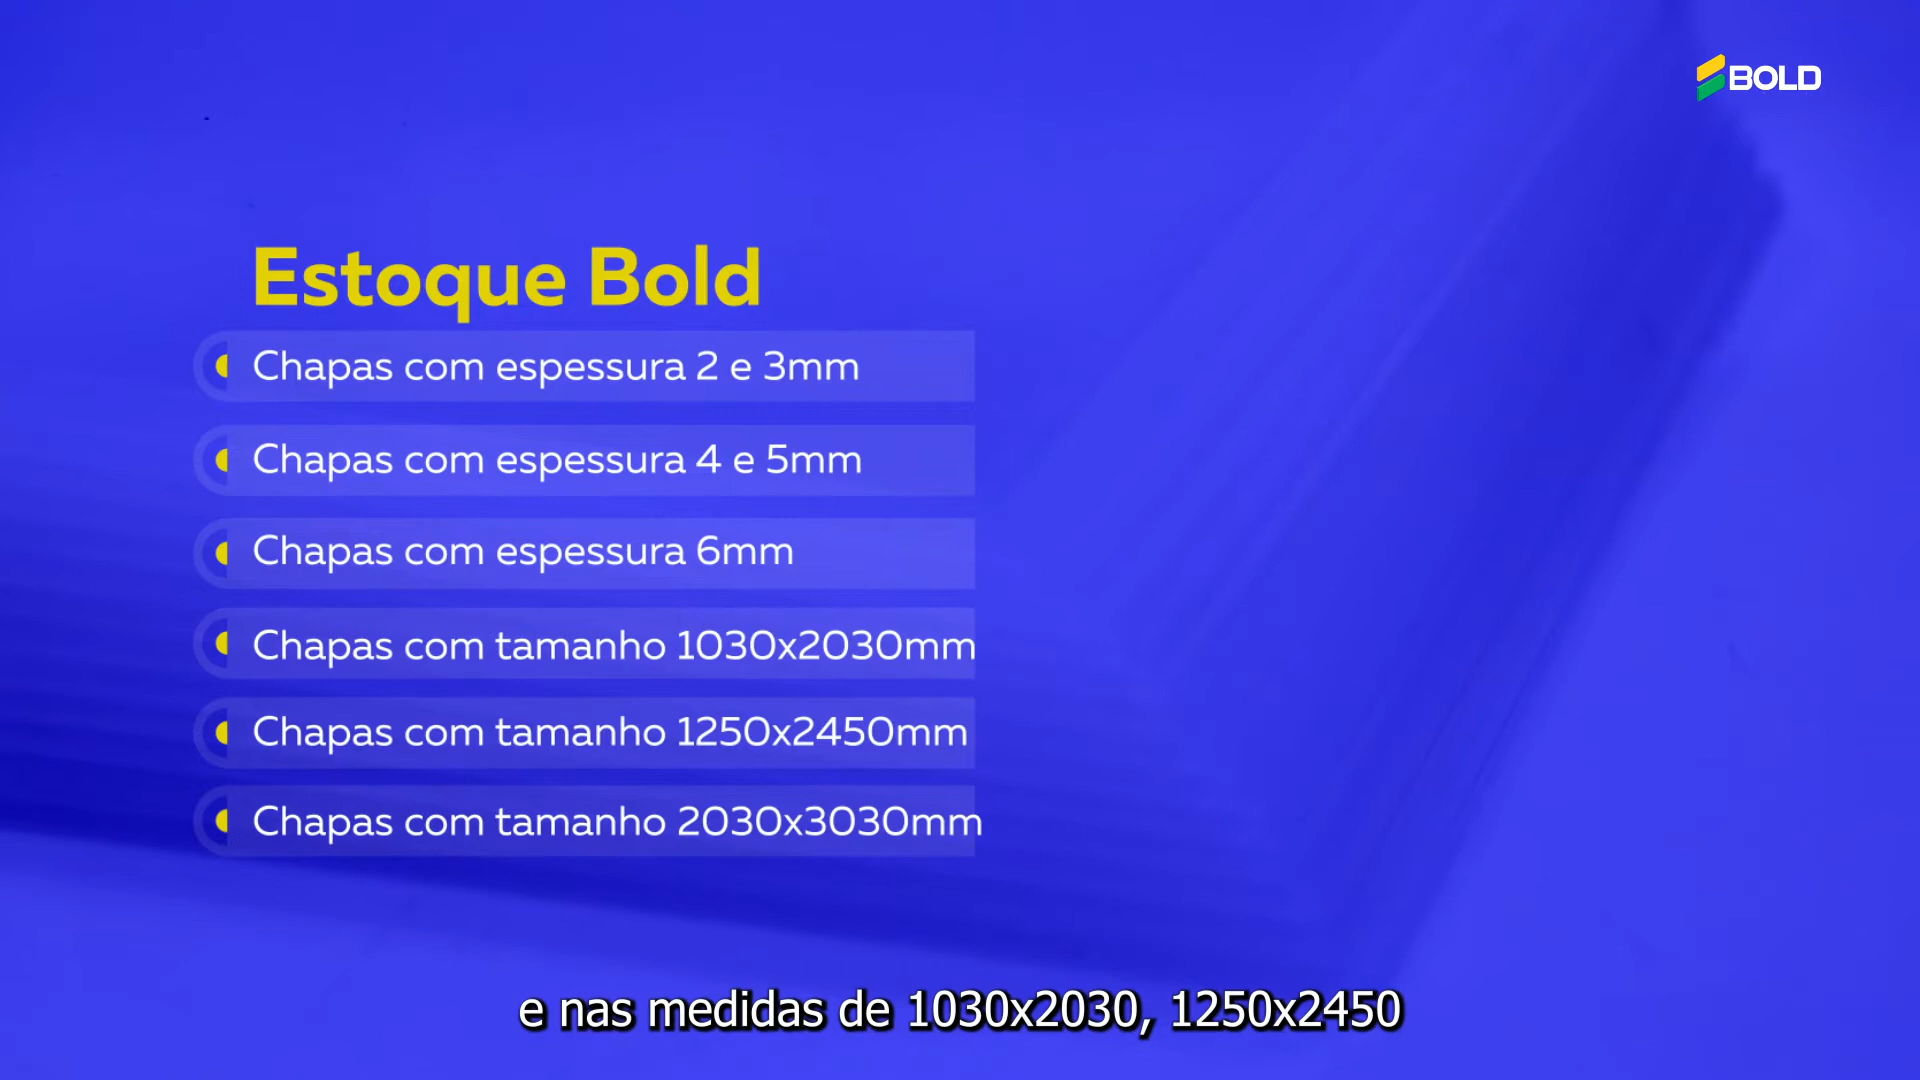 BOLD
Estoque Bold
Chapas com espessura 2 e 3mm
Chapas com espessura 4 e 5mm
Chapas com espessura 6mm
Chapas com tamanho 1030x2030mm
Chapas com tamanho 1250x2450mm
Chapas com tamanho 2030x3030mm
e nas medidas de 1030x2030, 1250x2450